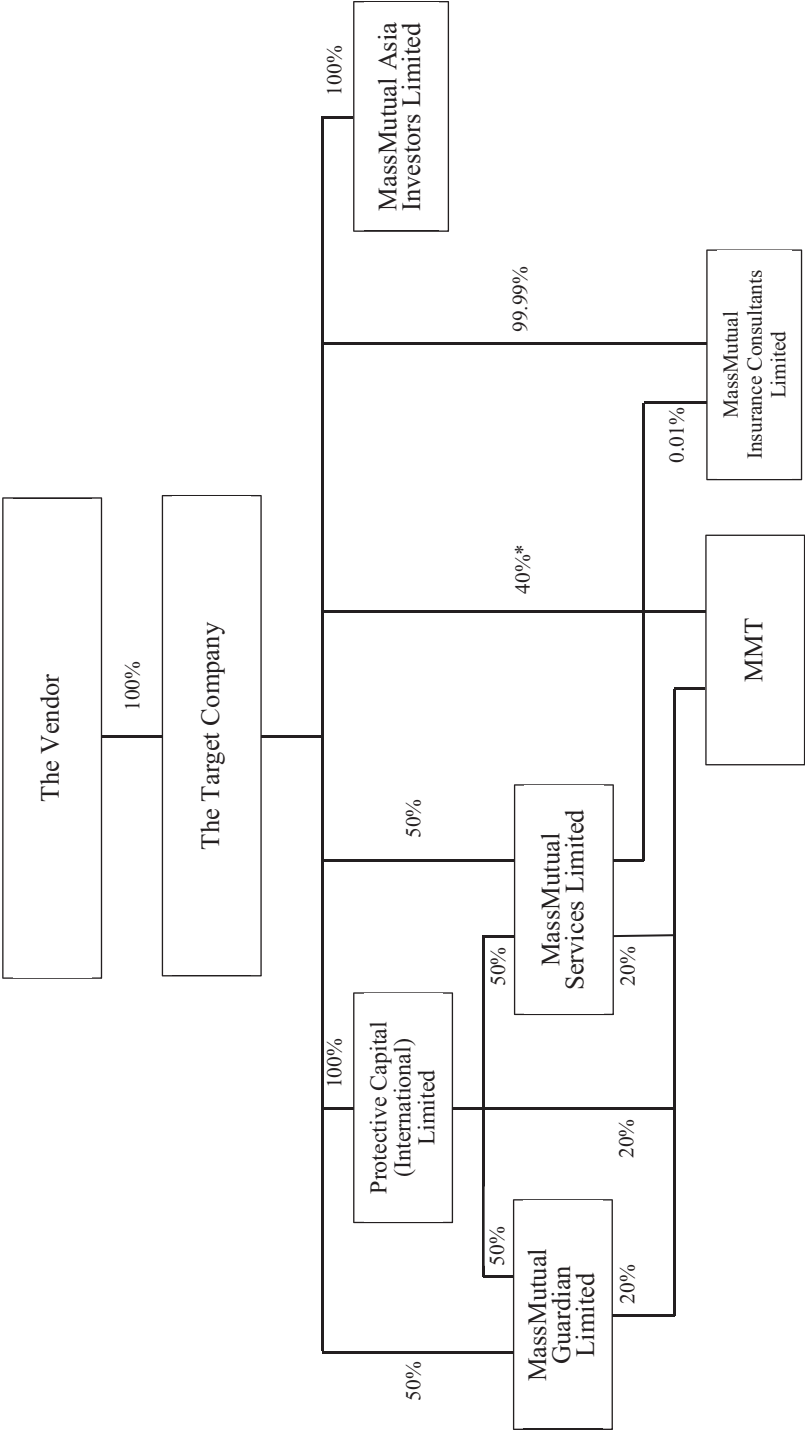 The Vendor
100%
The Target Company
100%
50%
100%
50%
40%*
99.99%
Protective Capital
(International)
Limited
MassMutual Asia
Investors Limited
50%
50%
MassMutual
Guardian
Limited
MassMutual
Services Limited
20%
20%
20%
0.01%
MMT
MassMutual
Insurance Consultants
Limited